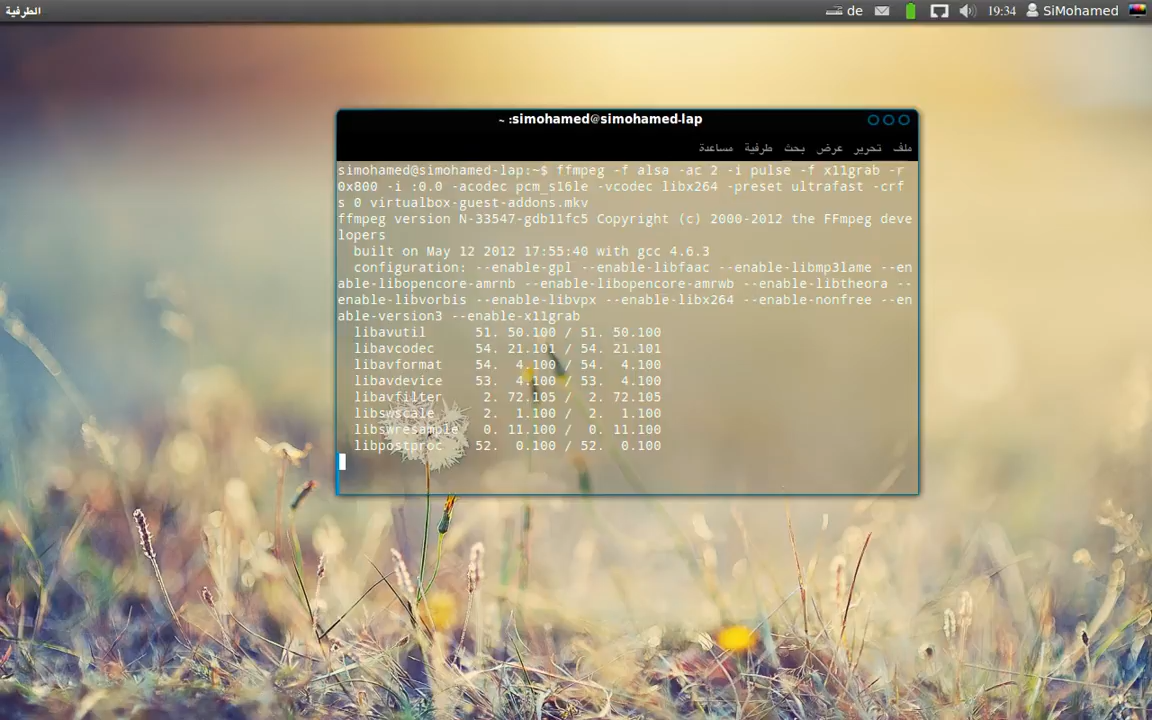 الطرفية
de
19:34
SiMohamed
simohamed@simohamed-lap: ~
ملف تحرير عرض بحث طرفية مساعدة
simohamed@simohamed-lap:~$ ffmpeg -f alsa -ac 2 -i pulse -f x11grab -r
0x800 -i :0.0 -acodec pcm_s16le -vcodec libx264 -preset ultrafast -crf
s 0 virtualbox-guest-addons.mkv
ffmpeg version N-33547-gdb11fc5 Copyright (c) 2000-2012 the FFmpeg deve
lopers
  built on May 12 2012 17:55:40 with gcc 4.6.3
  configuration: --enable-gpl --enable-libfaac --enable-libmp3lame --en
able-libopencore-amrnb --enable-libopencore-amrwb --enable-libtheora --
enable-libvorbis --enable-libvpx --enable-libx264 --enable-nonfree --en
able-version3 --enable-x11grab
  libavutil      51. 50.100 / 51. 50.100
  libavcodec     54. 21.101 / 54. 21.101
  libavformat    54.  4.100 / 54.  4.100
  libavdevice    53.  4.100 / 53.  4.100
  libavfilter     2. 72.105 /  2. 72.105
  libswscale      2.  1.100 /  2.  1.100
  libswresample   0. 11.100 /  0. 11.100
  libpostproc    52.  0.100 / 52.  0.100